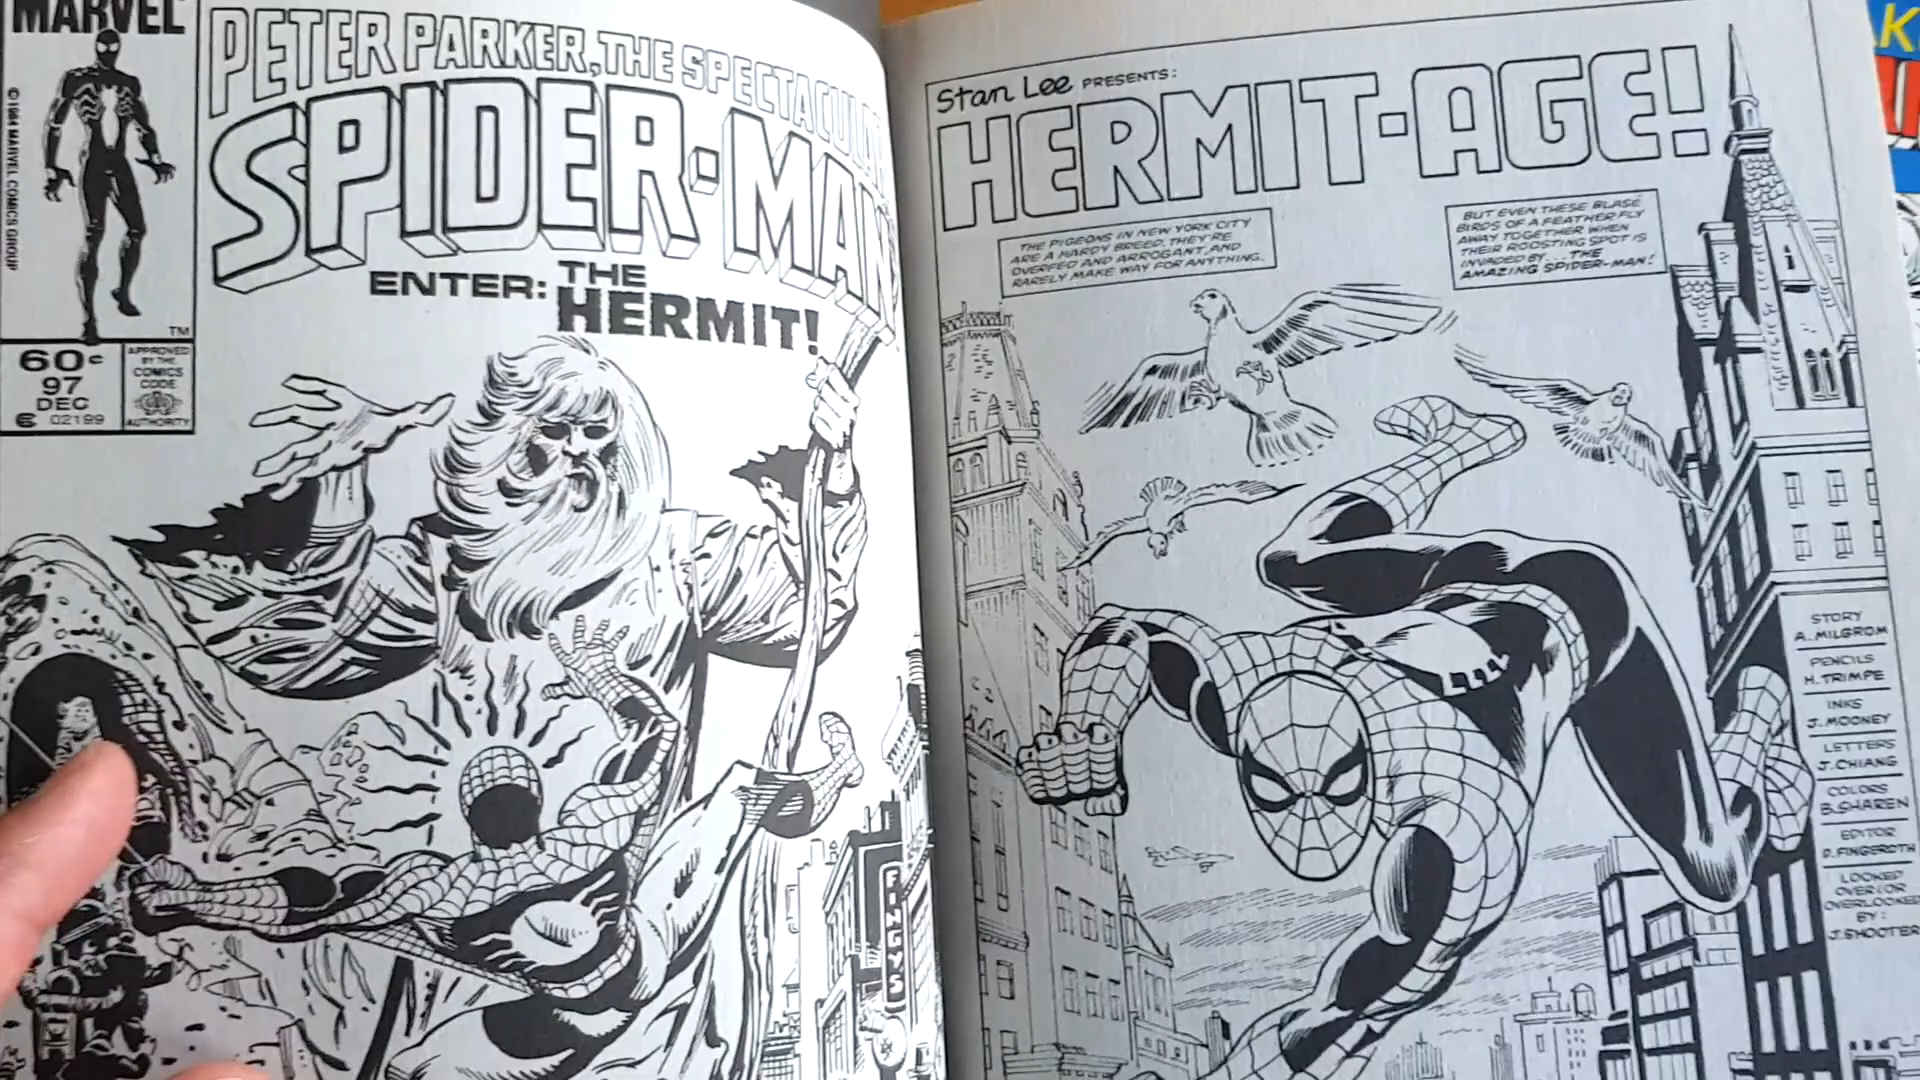 MARVEL
© 1984 MARVEL COMICS GROUP
TM
60¢
97
DEC
02199
APPROVED
BY THE
COMICS
CODE
AUTHORITY
PETER PARKER, THE SPECTACULAR
SPIDER-MAN
ENTER: THE
HERMIT!
Stan Lee PRESENTS:
HERMIT-AGE!
THE PIGEONS IN NEW YORK CITY
ARE A HARDY BREED. THEY'RE
OVERFED AND ARROGANT, AND
RARELY MAKE WAY FOR ANYTHING.
BUT EVEN THESE BLASÉ
BIRDS OF A FEATHER FLY
AWAY TOGETHER WHEN
THEIR ROOSTING SPOT IS
INVADED BY... THE
AMAZING SPIDER-MAN!
STORY
A. MILGROM
PENCILS
H. TRIMPE
INKS
J. MOONEY
LETTERS
J. CHIANG
COLORS
B. SHAREN
EDITOR
D. FINGEROTH
LOOKED
OVER (OR
OVERLOOKED
BY:
J. SHOOTER